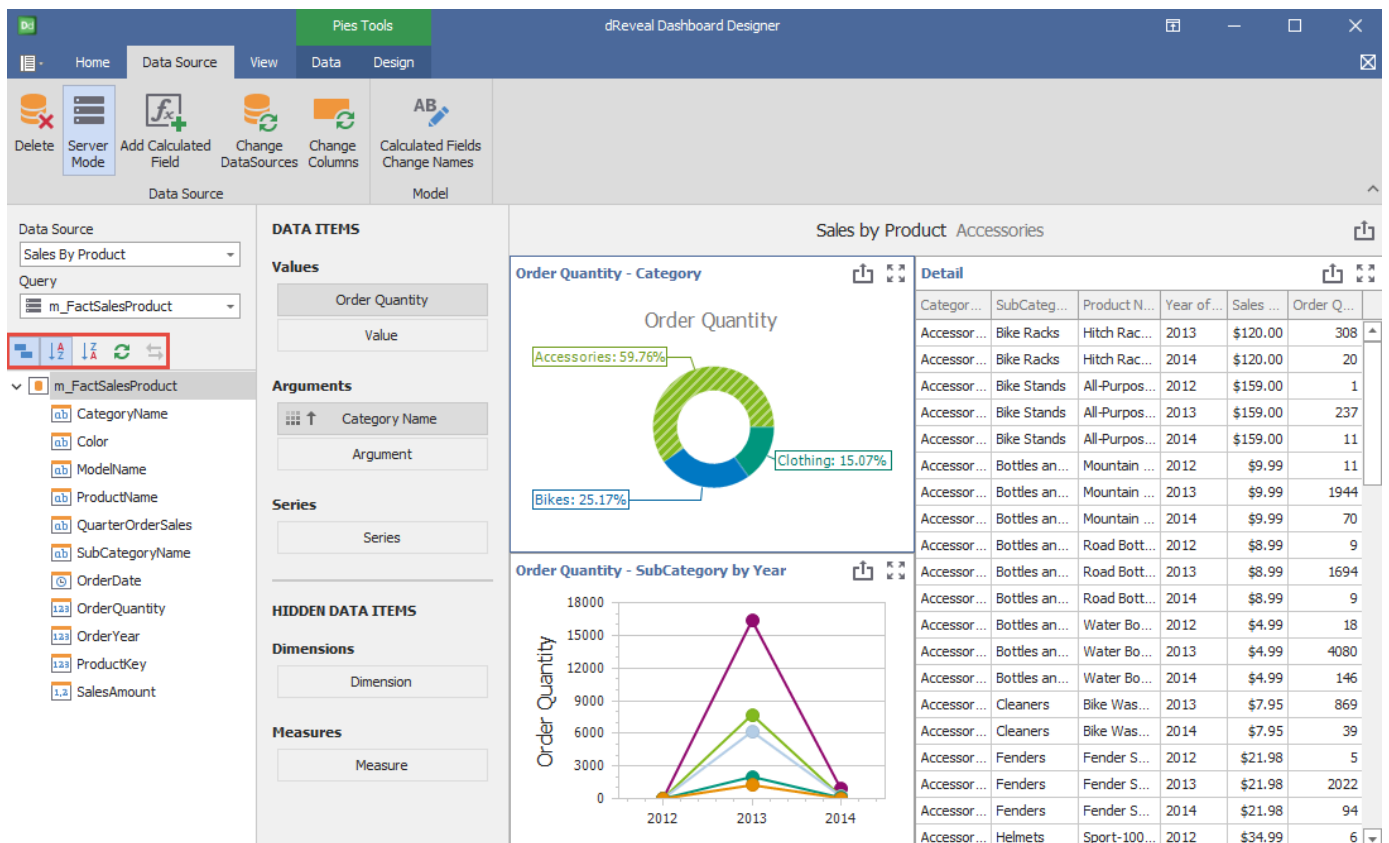 Dd
Pies Tools
dReveal Dashboard Designer
Home
Data Source
View
Data
Design
Delete
Server
Mode
fx
Add Calculated
Field
Change
DataSources
Change
Columns
AB
Calculated Fields
Change Names
Data Source
Model
Data Source
Sales By Product
Query
m_FactSalesProduct
A
Z
Z
A
m_FactSalesProduct
ab CategoryName
ab Color
ab ModelName
ab ProductName
ab QuarterOrderSales
ab SubCategoryName
OrderDate
123 OrderQuantity
123 OrderYear
123 ProductKey
1,2 SalesAmount
DATA ITEMS
Values
Order Quantity
Value
Arguments
Category Name
Argument
Series
Series
HIDDEN DATA ITEMS
Dimensions
Dimension
Measures
Measure
Sales by Product Accessories
Order Quantity - Category
Order Quantity
Accessories: 59.76%
Clothing: 15.07%
Bikes: 25.17%
Order Quantity - SubCategory by Year
Order Quantity
18000
15000
12000
9000
6000
3000
0
2012 2013 2014
Detail
Categor... SubCateg... Product N... Year of... Sales ... Order Q...
Accessor... Bike Racks Hitch Rac... 2013 $120.00 308
Accessor... Bike Racks Hitch Rac... 2014 $120.00 20
Accessor... Bike Stands All-Purpos... 2012 $159.00 1
Accessor... Bike Stands All-Purpos... 2013 $159.00 237
Accessor... Bike Stands All-Purpos... 2014 $159.00 11
Accessor... Bottles an... Mountain ... 2012 $9.99 11
Accessor... Bottles an... Mountain ... 2013 $9.99 1944
Accessor... Bottles an... Mountain ... 2014 $9.99 70
Accessor... Bottles an... Road Bott... 2012 $8.99 9
Accessor... Bottles an... Road Bott... 2013 $8.99 1694
Accessor... Bottles an... Road Bott... 2014 $8.99 9
Accessor... Bottles an... Water Bo... 2012 $4.99 18
Accessor... Bottles an... Water Bo... 2013 $4.99 4080
Accessor... Bottles an... Water Bo... 2014 $4.99 146
Accessor... Cleaners Bike Was... 2013 $7.95 869
Accessor... Cleaners Bike Was... 2014 $7.95 39
Accessor... Fenders Fender S... 2012 $21.98 5
Accessor... Fenders Fender S... 2013 $21.98 2022
Accessor... Fenders Fender S... 2014 $21.98 94
Accessor... Helmets Sport-100... 2012 $34.99 6